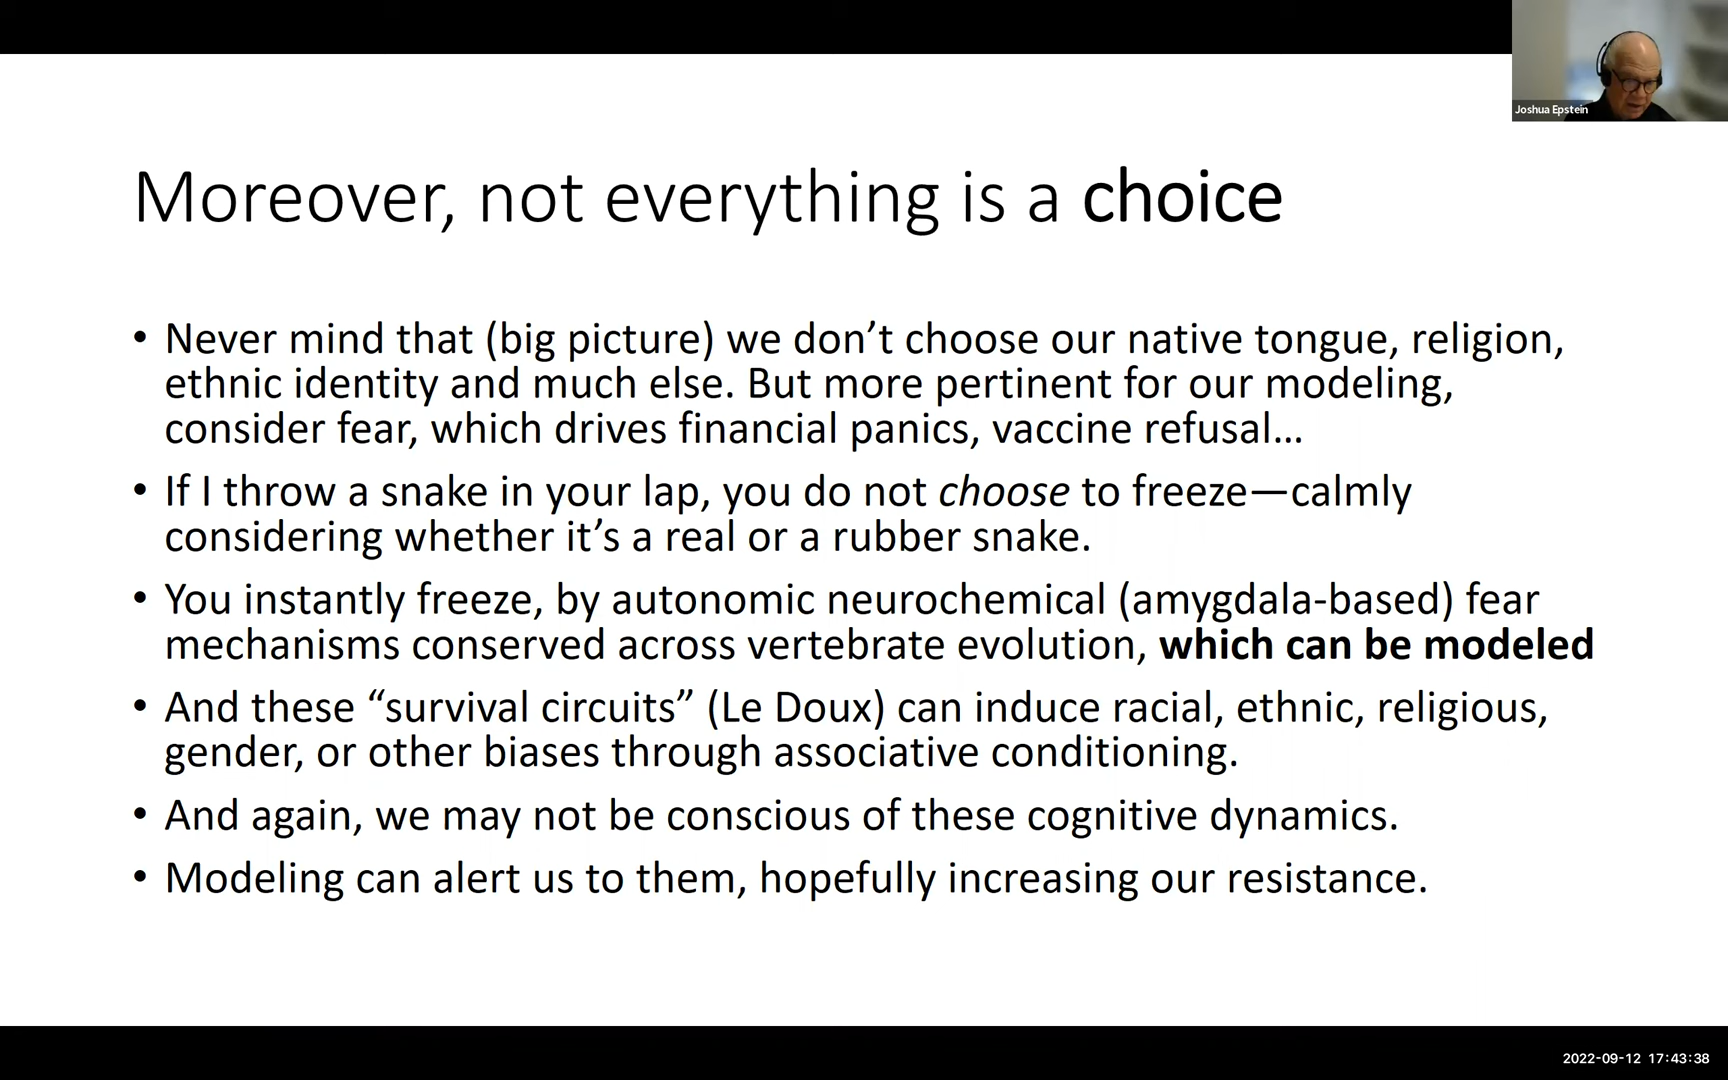 Joshua Epstein
Moreover, not everything is a choice
• Never mind that (big picture) we don’t choose our native tongue, religion,
ethnic identity and much else. But more pertinent for our modeling,
consider fear, which drives financial panics, vaccine refusal…
• If I throw a snake in your lap, you do not choose to freeze—calmly
considering whether it’s a real or a rubber snake.
• You instantly freeze, by autonomic neurochemical (amygdala-based) fear
mechanisms conserved across vertebrate evolution, which can be modeled
• And these “survival circuits” (Le Doux) can induce racial, ethnic, religious,
gender, or other biases through associative conditioning.
• And again, we may not be conscious of these cognitive dynamics.
• Modeling can alert us to them, hopefully increasing our resistance.
2022-09-12 17:43:38